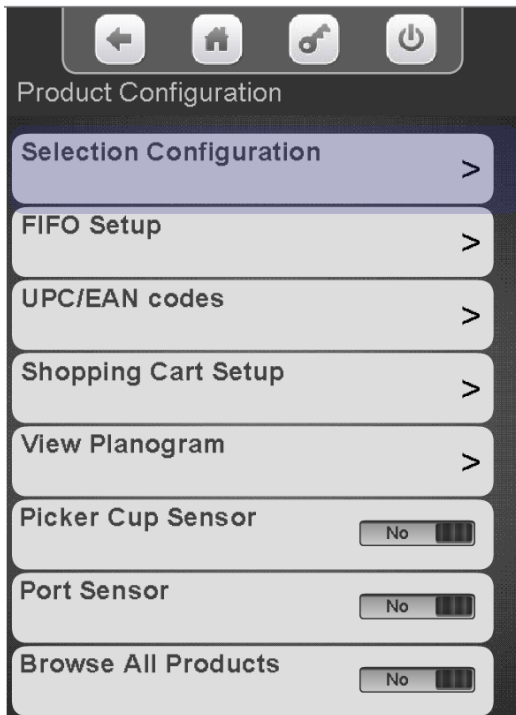 Product Configuration
Selection Configuration
>
FIFO Setup
>
UPC/EAN codes
>
Shopping Cart Setup
>
View Planogram
>
Picker Cup Sensor
No
Port Sensor
No
Browse All Products
No